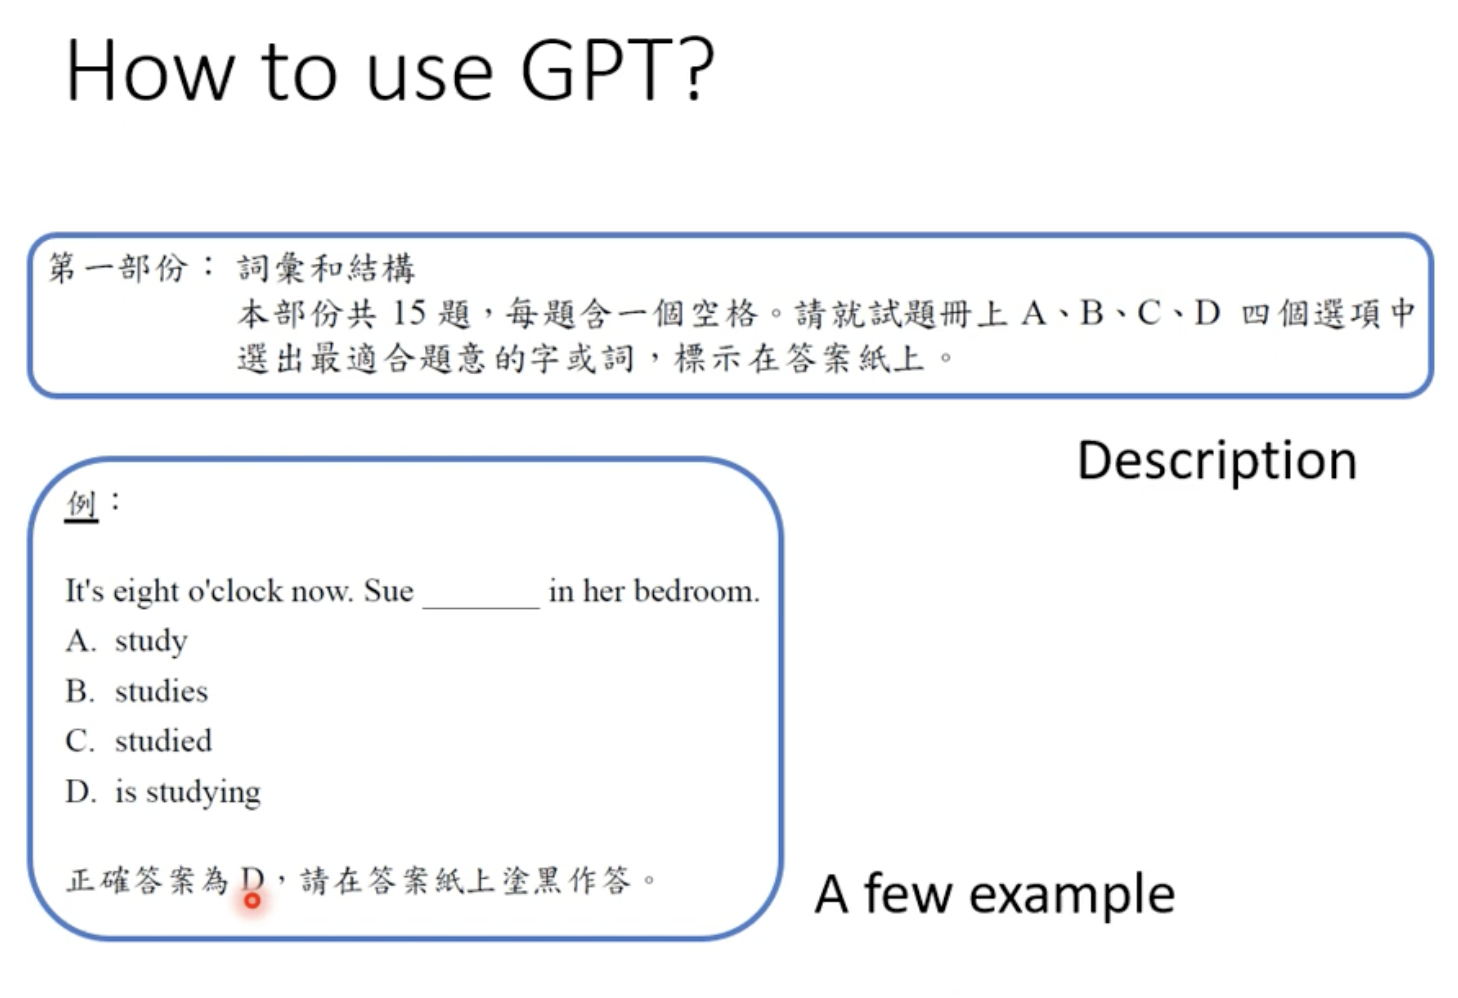 How to use GPT?
第一部份：詞彙和結構
本部份共 15 題，每題含一個空格。請就試題冊上 A、B、C、D 四個選項中
選出最適合題意的字或詞，標示在答案紙上。
Description
例：
It's eight o'clock now. Sue ________ in her bedroom.
A. study
B. studies
C. studied
D. is studying
正確答案為 D，請在答案紙上塗黑作答。
A few example